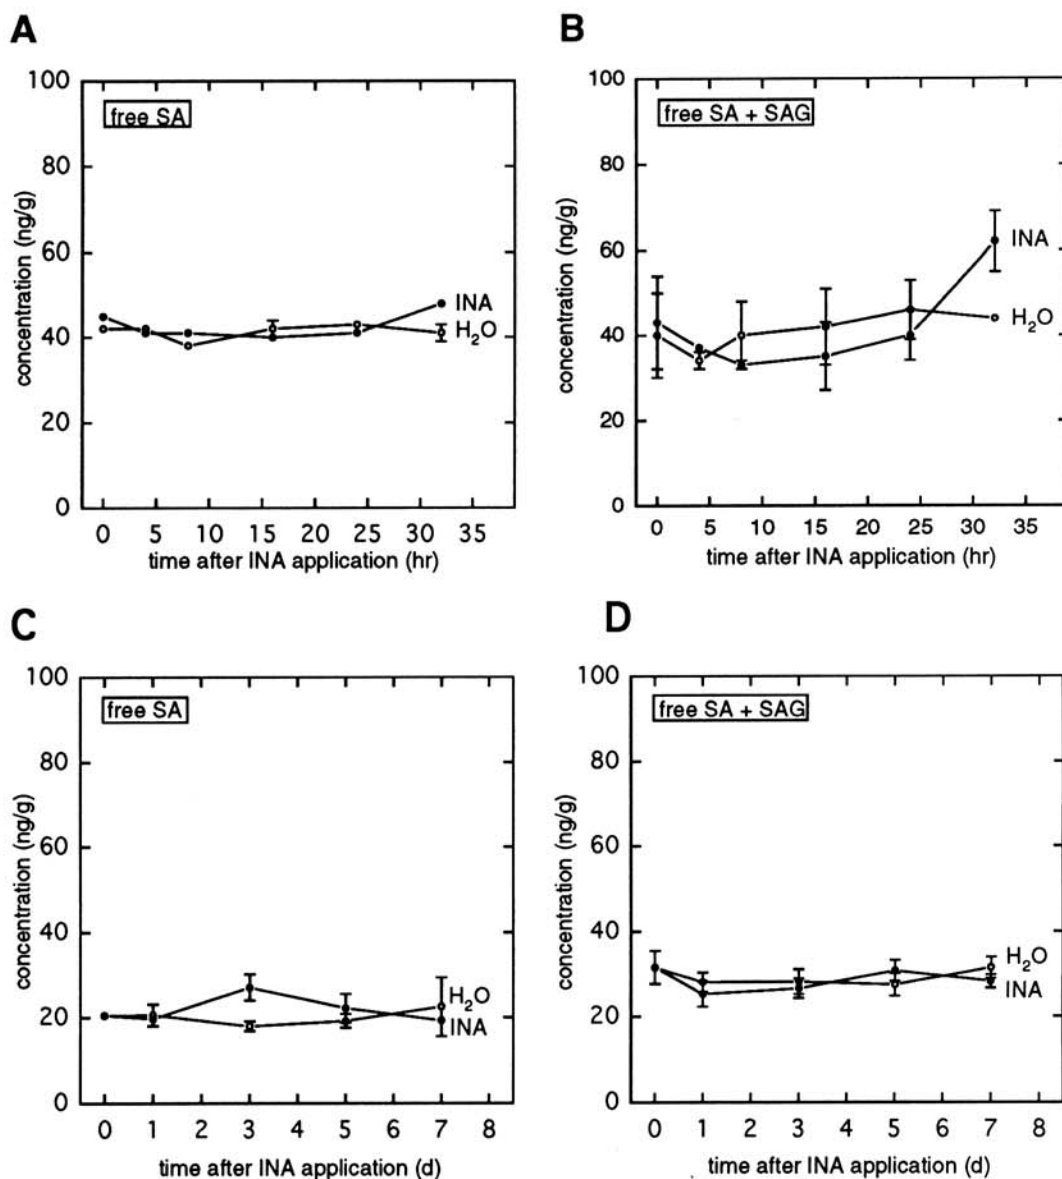 A
free SA
100
80
60
40
20
0
concentration (ng/g)
INA
H₂O
0 5 10 15 20 25 30 35
time after INA application (hr)
B
free SA + SAG
100
80
60
40
20
0
concentration (ng/g)
INA
H₂O
0 5 10 15 20 25 30 35
time after INA application (hr)
C
free SA
100
80
60
40
20
0
concentration (ng/g)
H₂O
INA
0 1 2 3 4 5 6 7 8
time after INA application (d)
D
free SA + SAG
100
80
60
40
20
0
concentration (ng/g)
H₂O
INA
0 1 2 3 4 5 6 7 8
time after INA application (d)